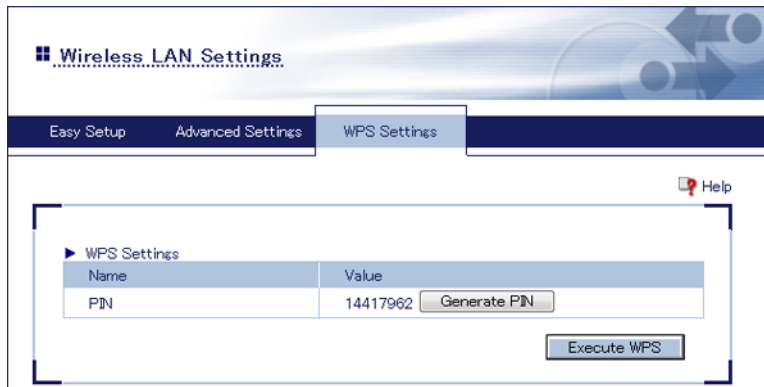 Wireless LAN Settings
Easy Setup Advanced Settings WPS Settings
Help
WPS Settings
Name Value
PIN 14417962 Generate PIN
Execute WPS